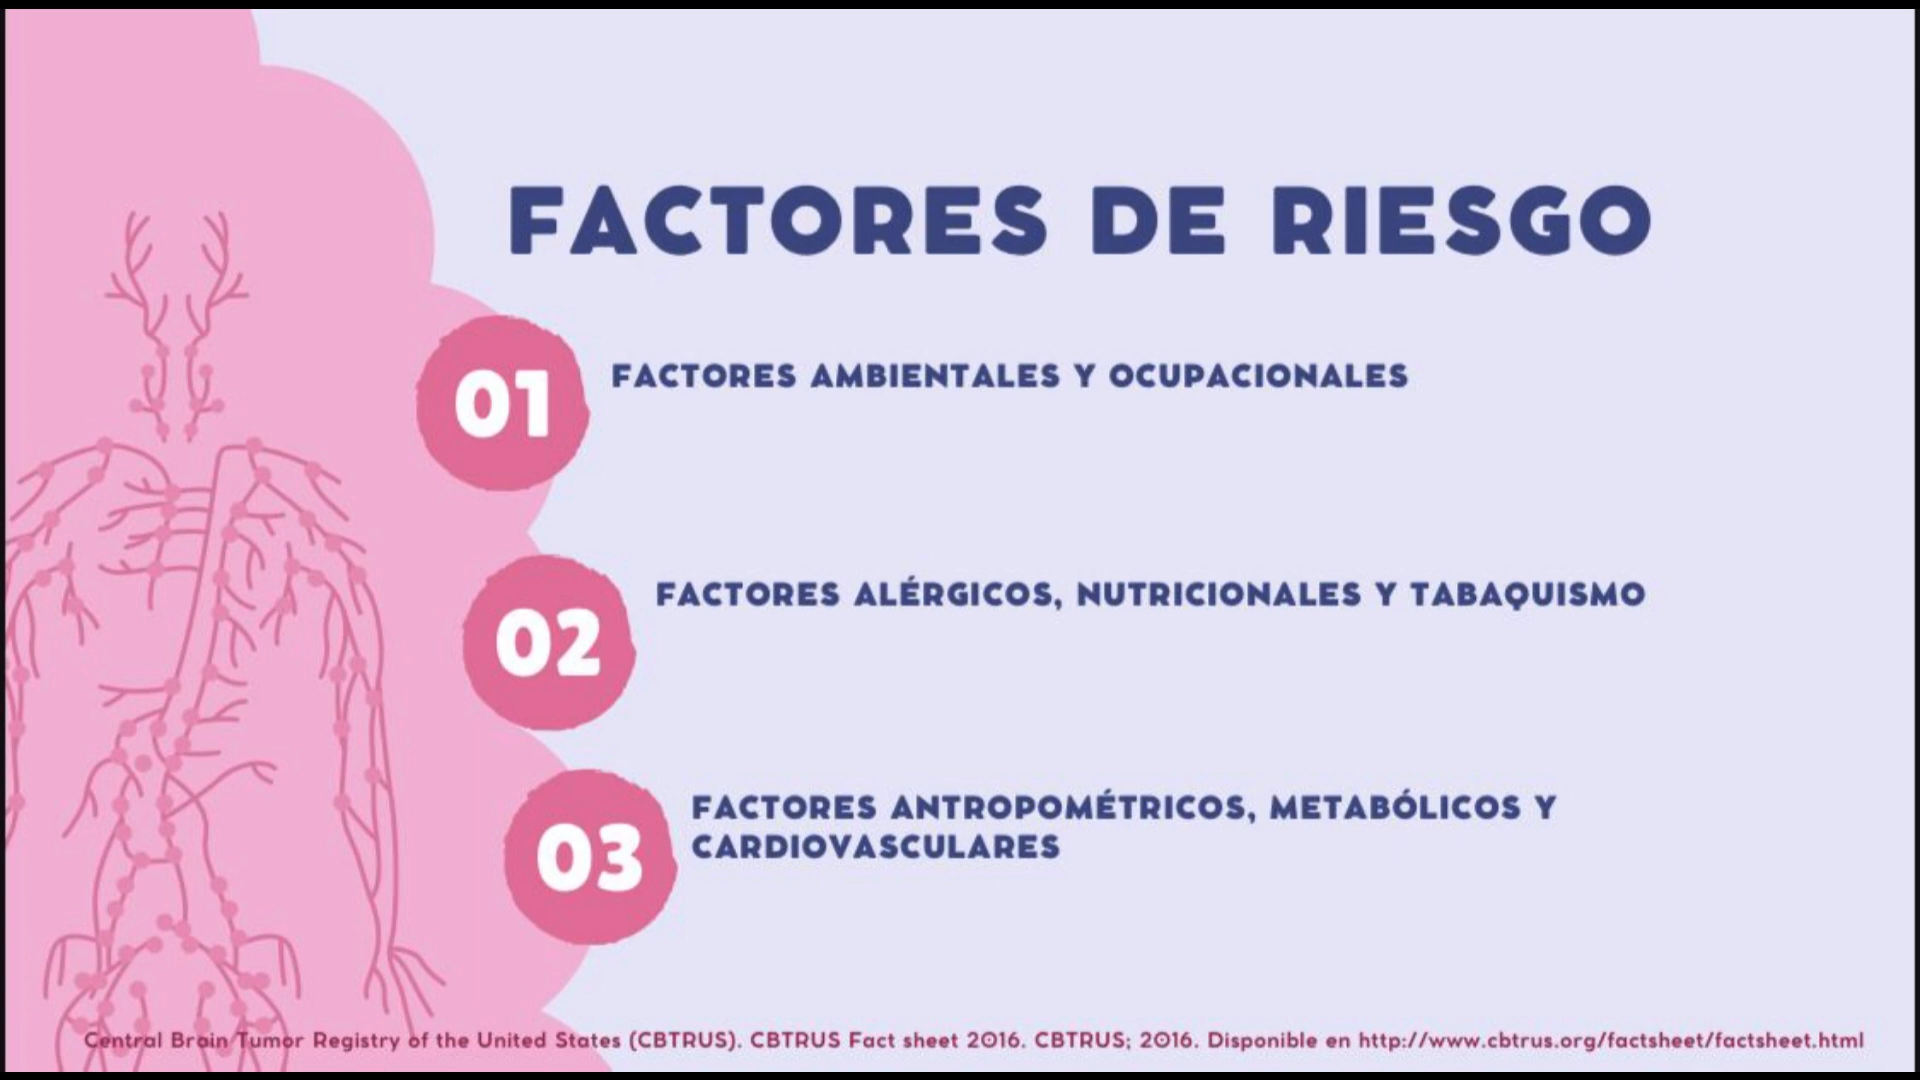 FACTORES DE RIESGO
01
FACTORES AMBIENTALES Y OCUPACIONALES
02
FACTORES ALÉRGICOS, NUTRICIONALES Y TABAQUISMO
03
FACTORES ANTROPOMÉTRICOS, METABÓLICOS Y
CARDIOVASCULARES
Central Brain Tumor Registry of the United States (CBTRUS). CBTRUS Fact sheet 2016. CBTRUS; 2016. Disponible en http://www.cbtrus.org/factsheet/factsheet.html